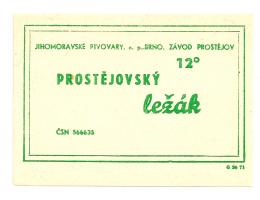 JIHOMORAVSKÉ PIVOVARY, n. p., BRNO, ZÁVOD PROSTĚJOV
12°
PROSTĚJOVSKÝ
ležák
ČSN 566635
G 26 73